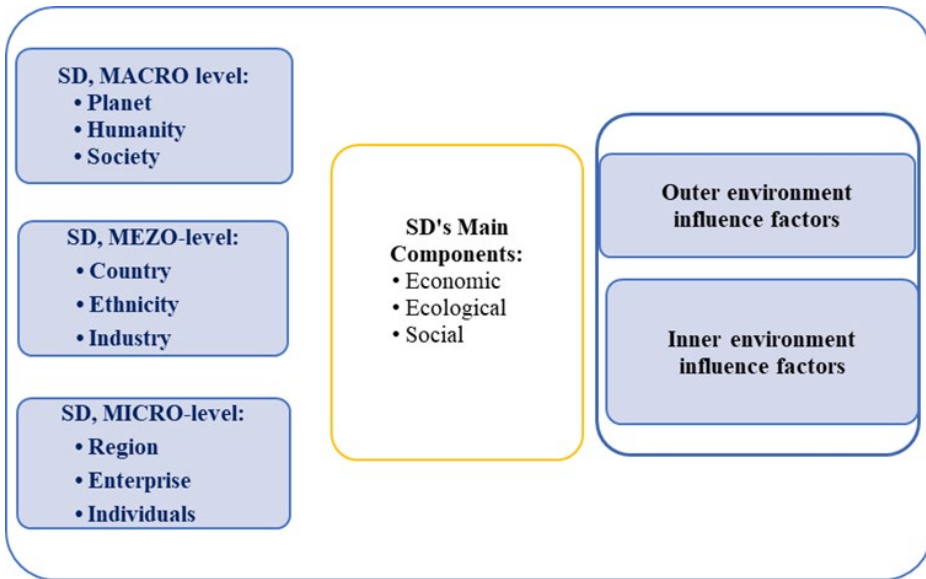 SD, MACRO level:
• Planet
• Humanity
• Society
SD, MEZO-level:
• Country
• Ethnicity
• Industry
SD, MICRO-level:
• Region
• Enterprise
• Individuals
SD's Main
Components:
• Economic
• Ecological
• Social
Outer environment
influence factors
Inner environment
influence factors